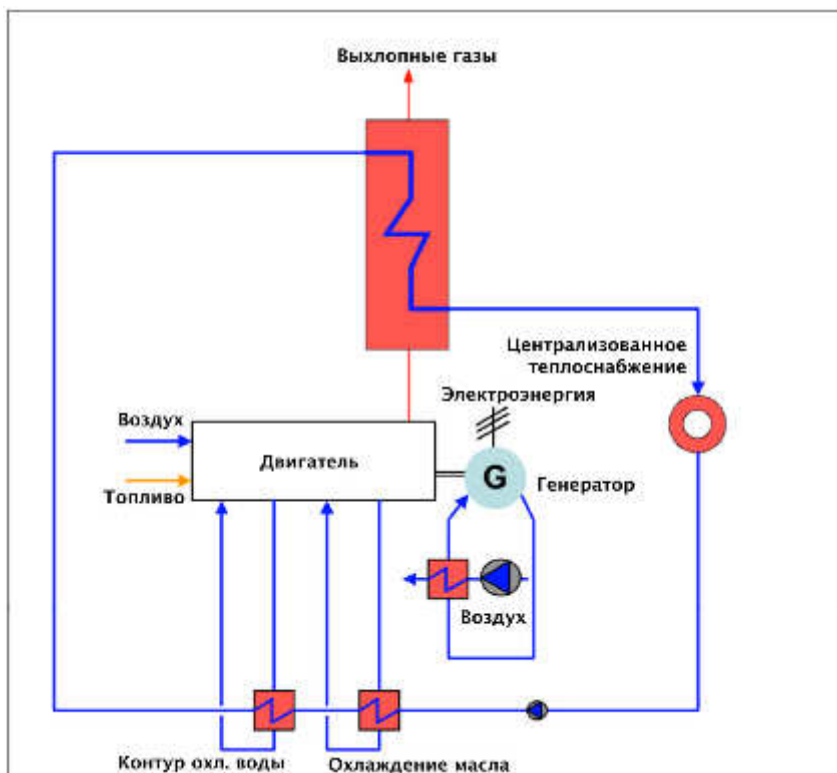 Выхлопные газы
Централизованное
теплоснабжение
Электроэнергия
Воздух
Двигатель
G
Генератор
Топливо
Воздух
Контур охл. воды
Охлаждение масла